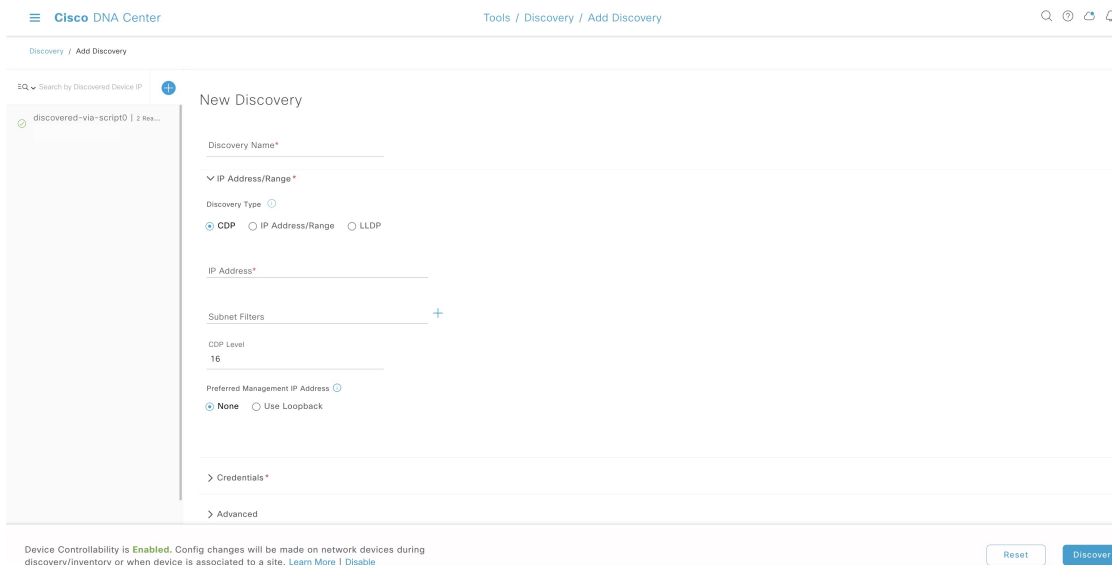 Cisco DNA Center
Tools / Discovery / Add Discovery
Discovery / Add Discovery
Search by Discovered Device IP
New Discovery
discovered-via-script0 | 2 Rea...
Discovery Name*
IP Address/Range*
Discovery Type
CDP IP Address/Range LLDP
IP Address*
Subnet Filters
CDP Level
16
Preferred Management IP Address
None Use Loopback
Credentials*
Advanced
Device Controllability is Enabled. Config changes will be made on network devices during
discovery/inventory or when device is associated to a site. Learn More | Disable
Reset Discover